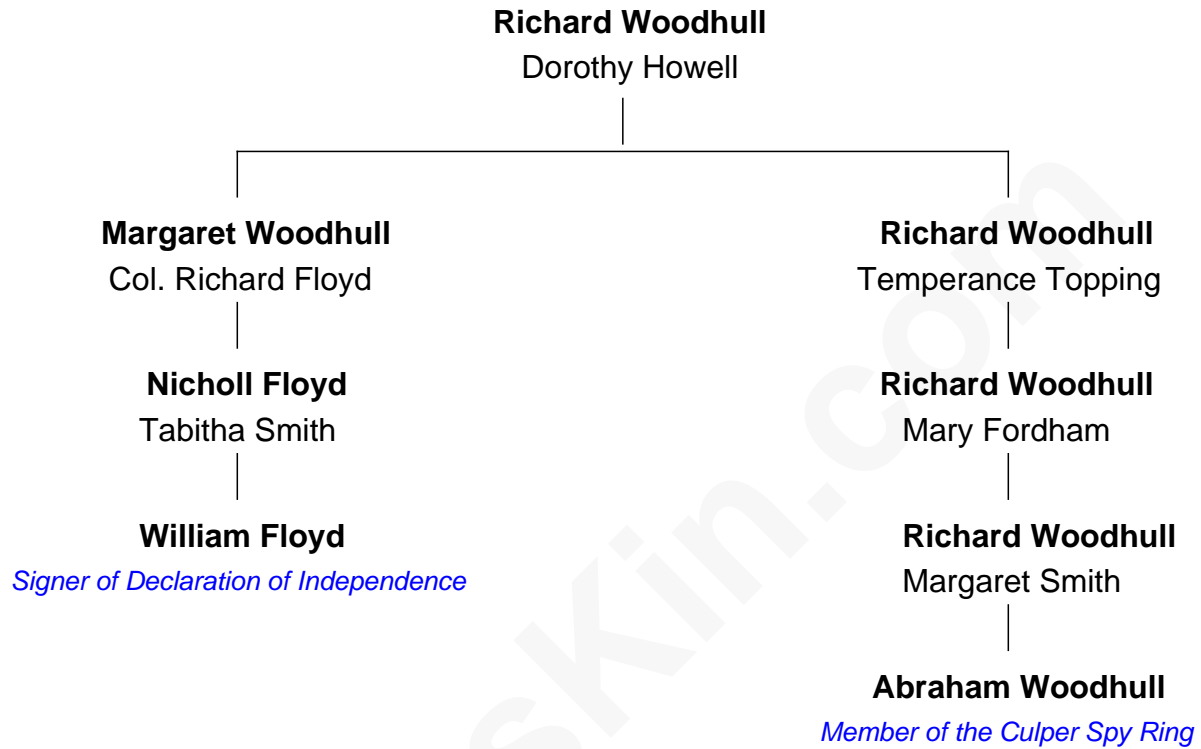 Richard Woodhull
Dorothy Howell
Margaret Woodhull
Col. Richard Floyd
Nicholl Floyd
Tabitha Smith
William Floyd
Signer of Declaration of Independence
Richard Woodhull
Temperance Topping
Richard Woodhull
Mary Fordham
Richard Woodhull
Margaret Smith
Abraham Woodhull
Member of the Culper Spy Ring
sKin.com